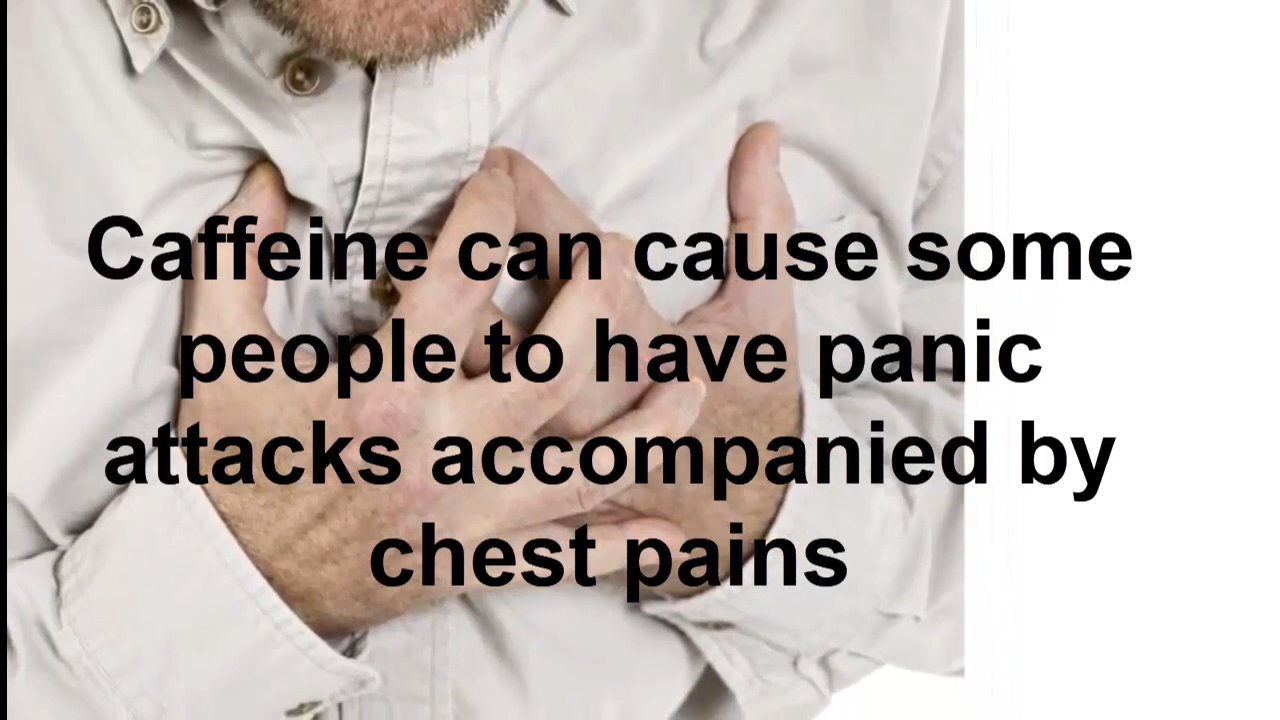 Caffeine can cause some
people to have panic
attacks accompanied by
chest pains